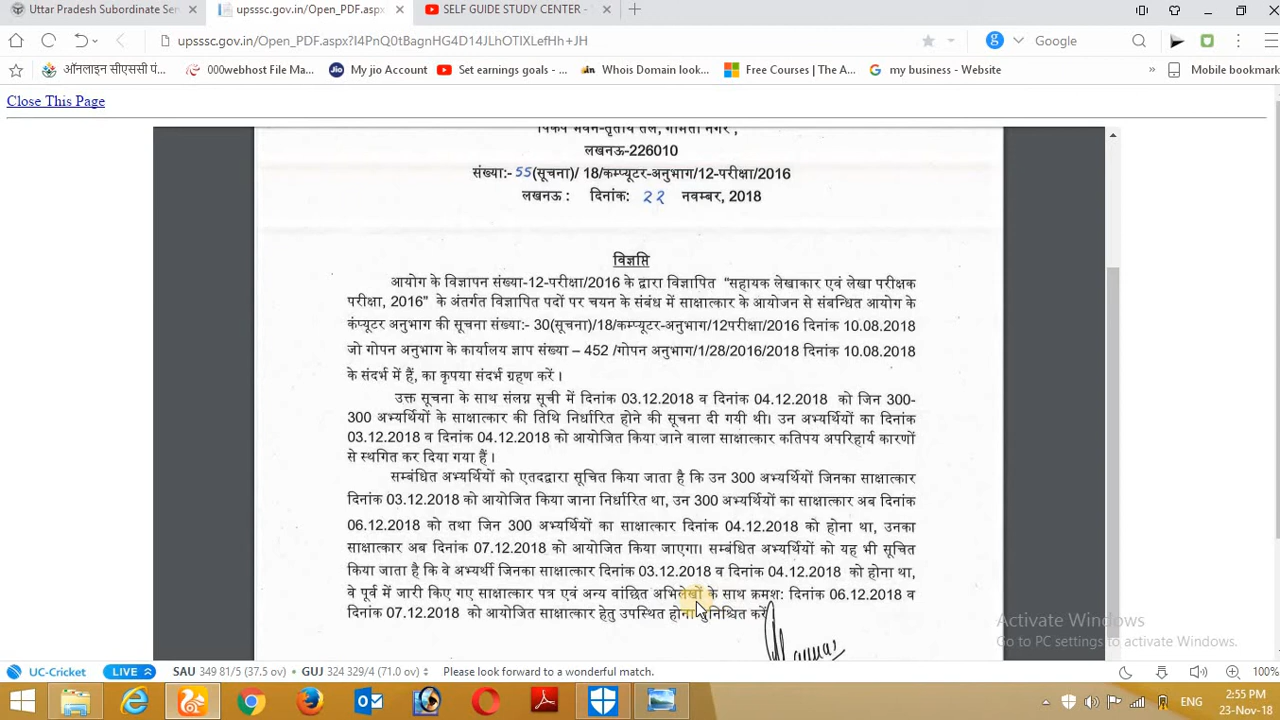 Uttar Pradesh Subordinate Ser
upsssc.gov.in/Open_PDF.aspx?
SELF GUIDE STUDY CENTER -
upsssc.gov.in/Open_PDF.aspx?I4PnQ0tBagnHG4D14JLhOTIXLefHh+JH
Google
ऑनलाइन सीएससी पं...
000webhost File Ma...
My jio Account
Set earnings goals - ...
Whois Domain look...
Free Courses | The A...
my business - Website
»
Mobile bookmark
Close This Page
पिकप भवन-तृतीय तल, गोमती नगर ,
लखनऊ-226010
संख्या:- 55(सूचना)/ 18/कम्प्यूटर-अनुभाग/12-परीक्षा/2016
लखनऊ : दिनांक: 22 नवम्बर, 2018
विज्ञप्ति
आयोग के विज्ञापन संख्या-12-परीक्षा/2016 के द्वारा विज्ञापित "सहायक लेखाकार एवं लेखा परीक्षक
परीक्षा, 2016" के अंतर्गत विज्ञापित पदों पर चयन के संबंध में साक्षात्कार के आयोजन से संबन्धित आयोग के
कंप्यूटर अनुभाग की सूचना संख्या:- 30(सूचना)/18/कम्प्यूटर-अनुभाग/12परीक्षा/2016 दिनांक 10.08.2018
जो गोपन अनुभाग के कार्यालय ज्ञाप संख्या – 452 /गोपन अनुभाग/1/28/2016/2018 दिनांक 10.08.2018
के संदर्भ में हैं, का कृपया संदर्भ ग्रहण करें ।
उक्त सूचना के साथ संलग्न सूची में दिनांक 03.12.2018 व दिनांक 04.12.2018 को जिन 300-
300 अभ्यर्थियों के साक्षात्कार की तिथि निर्धारित होने की सूचना दी गयी थी। उन अभ्यर्थियों का दिनांक
03.12.2018 व दिनांक 04.12.2018 को आयोजित किया जाने वाला साक्षात्कार कतिपय अपरिहार्य कारणों
से स्थगित कर दिया गया हैं ।
सम्बंधित अभ्यर्थियों को एतदद्वारा सूचित किया जाता है कि उन 300 अभ्यर्थियों जिनका साक्षात्कार
दिनांक 03.12.2018 को आयोजित किया जाना निर्धारित था, उन 300 अभ्यर्थियों का साक्षात्कार अब दिनांक
06.12.2018 को तथा जिन 300 अभ्यर्थियों का साक्षात्कार दिनांक 04.12.2018 को होना था, उनका
साक्षात्कार अब दिनांक 07.12.2018 को आयोजित किया जाएगा। सम्बंधित अभ्यर्थियों को यह भी सूचित
किया जाता है कि वे अभ्यर्थी जिनका साक्षात्कार दिनांक 03.12.2018 व दिनांक 04.12.2018 को होना था,
वे पूर्व में जारी किए गए साक्षात्कार पत्र एवं अन्य वांछित अभिलेखों के साथ क्रमश: दिनांक 06.12.2018 व
दिनांक 07.12.2018 को आयोजित साक्षात्कार हेतु उपस्थित होना सुनिश्चित करें
Activate Windows
Go to PC settings to activate Windows.
UC-Cricket LIVE SAU 349 81/5 (37.5 ov) GUJ 324 329/4 (71.0 ov) Please look forward to a wonderful match. 100%
ENG 2:55 PM
23-Nov-18